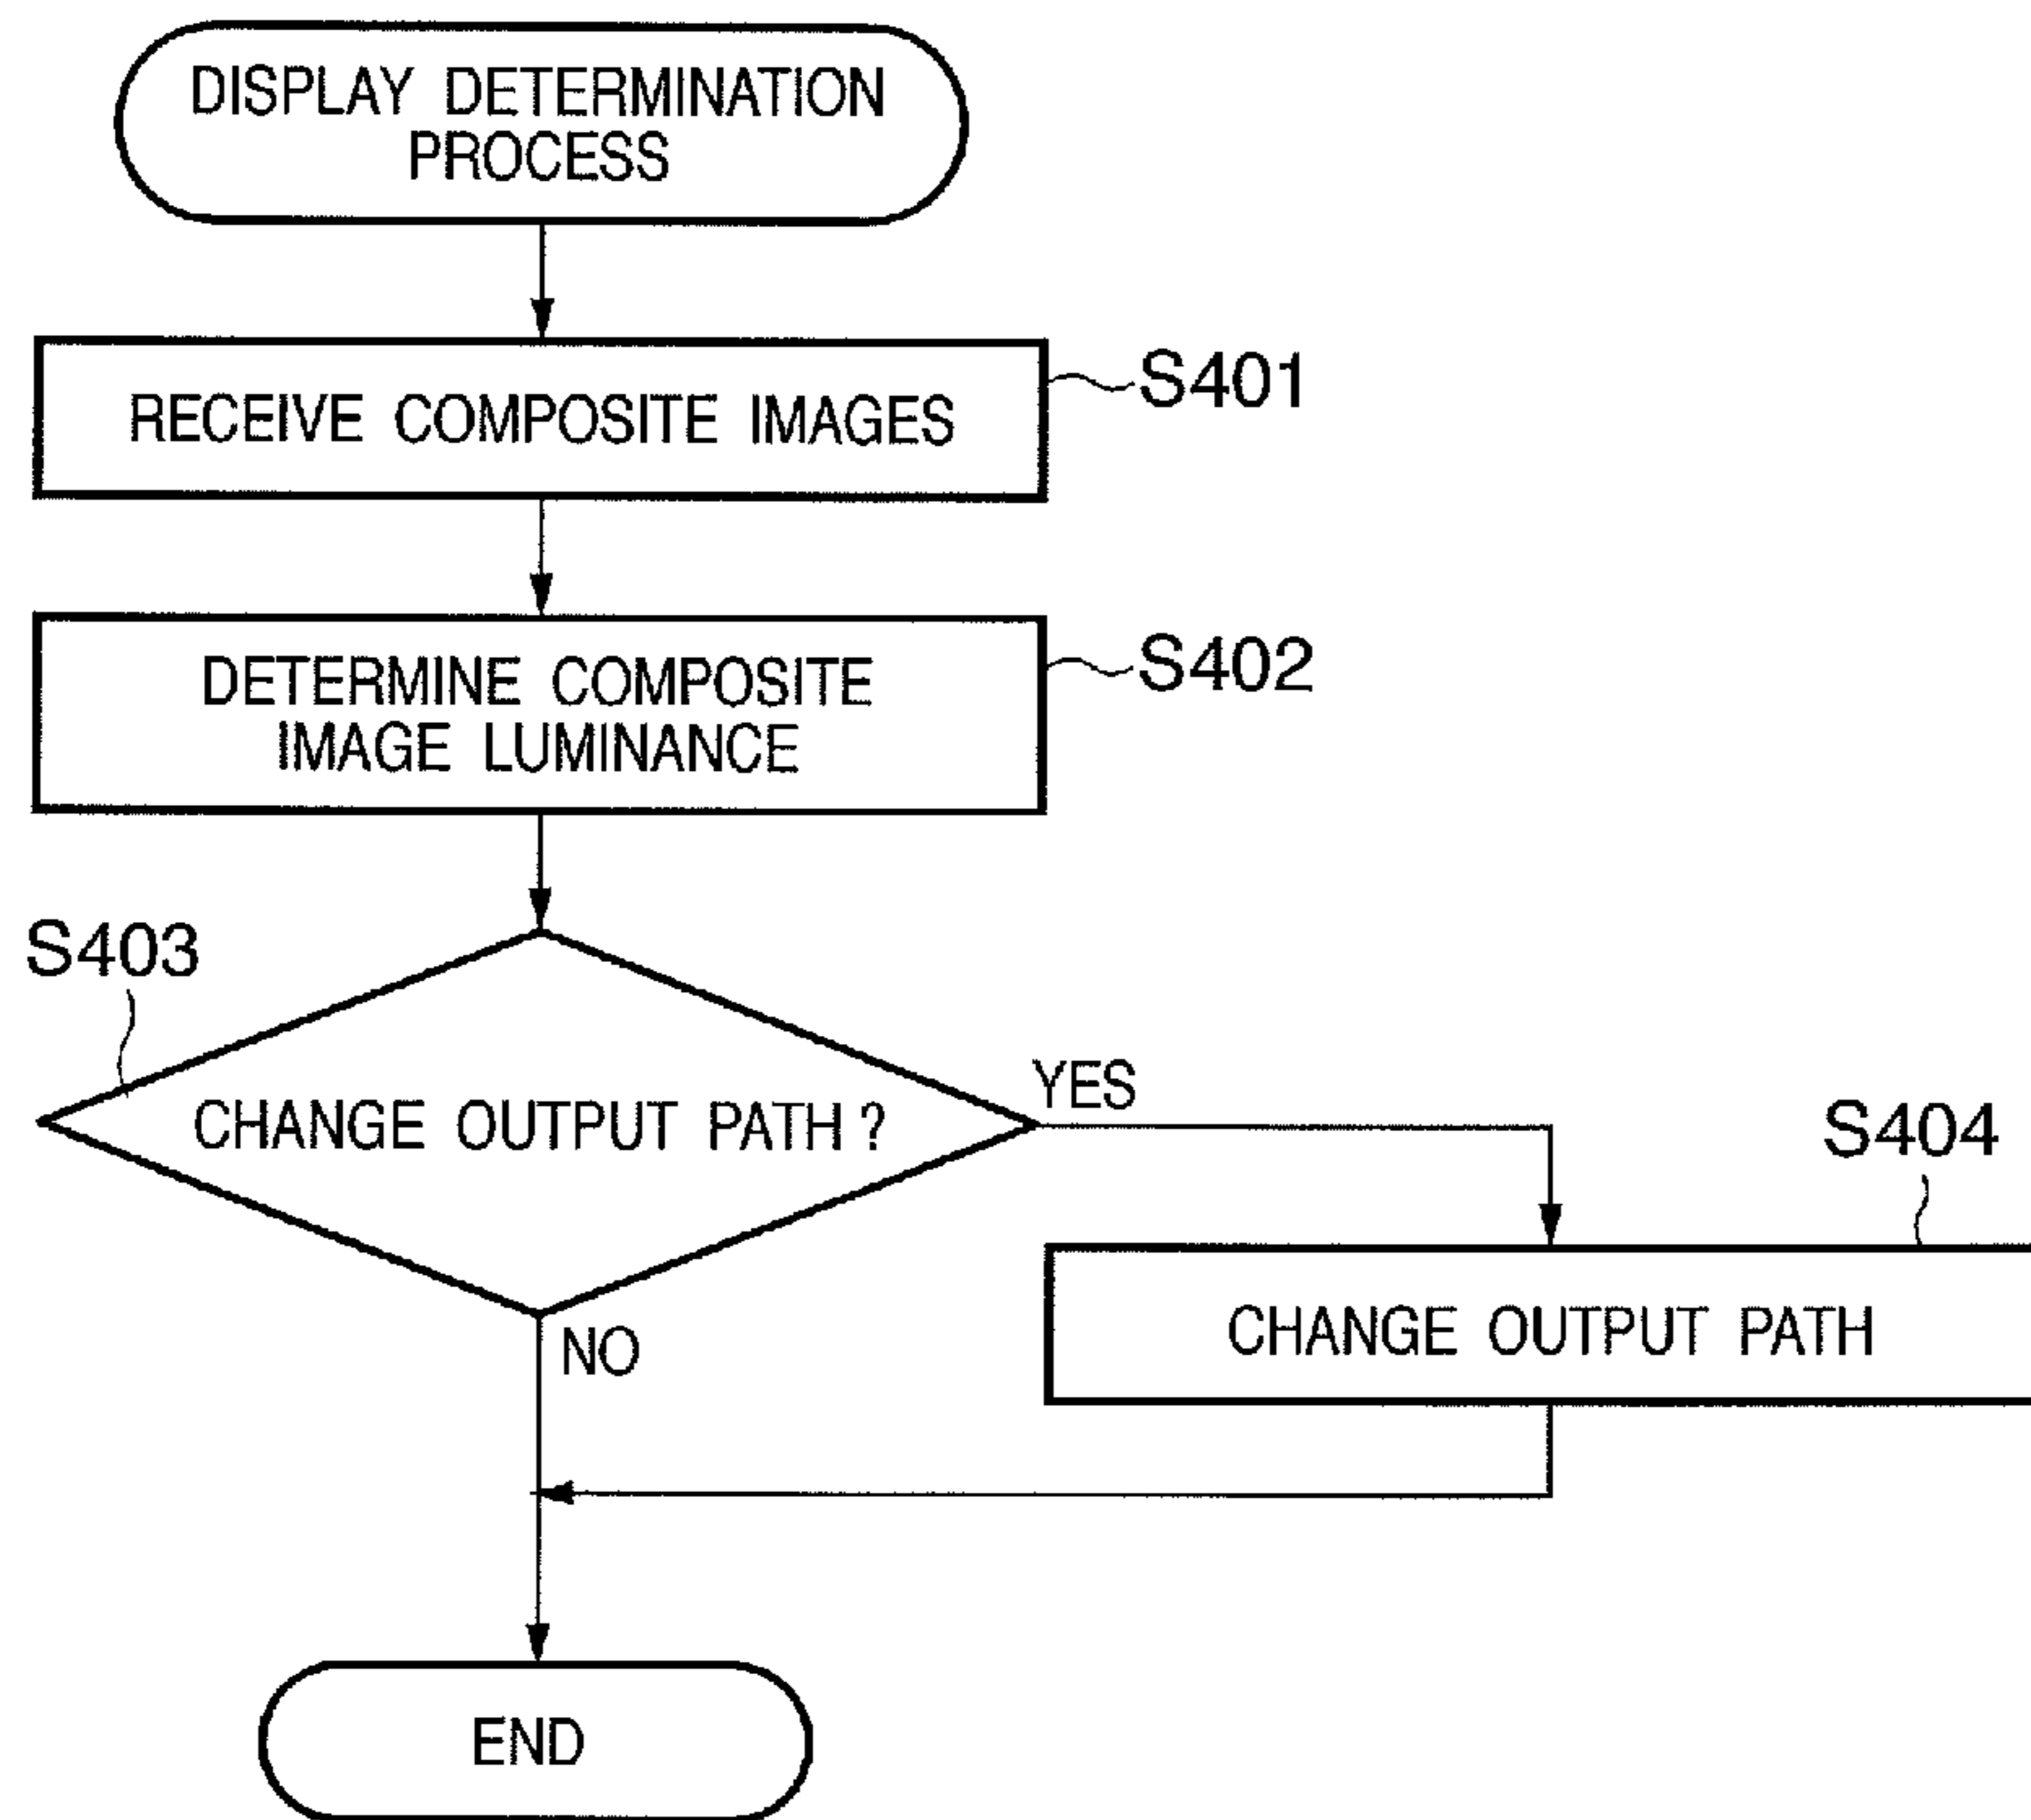 DISPLAY DETERMINATION
PROCESS
RECEIVE COMPOSITE IMAGES
S401
DETERMINE COMPOSITE
IMAGE LUMINANCE
S402
S403
CHANGE OUTPUT PATH ?
YES
S404
CHANGE OUTPUT PATH
NO
END